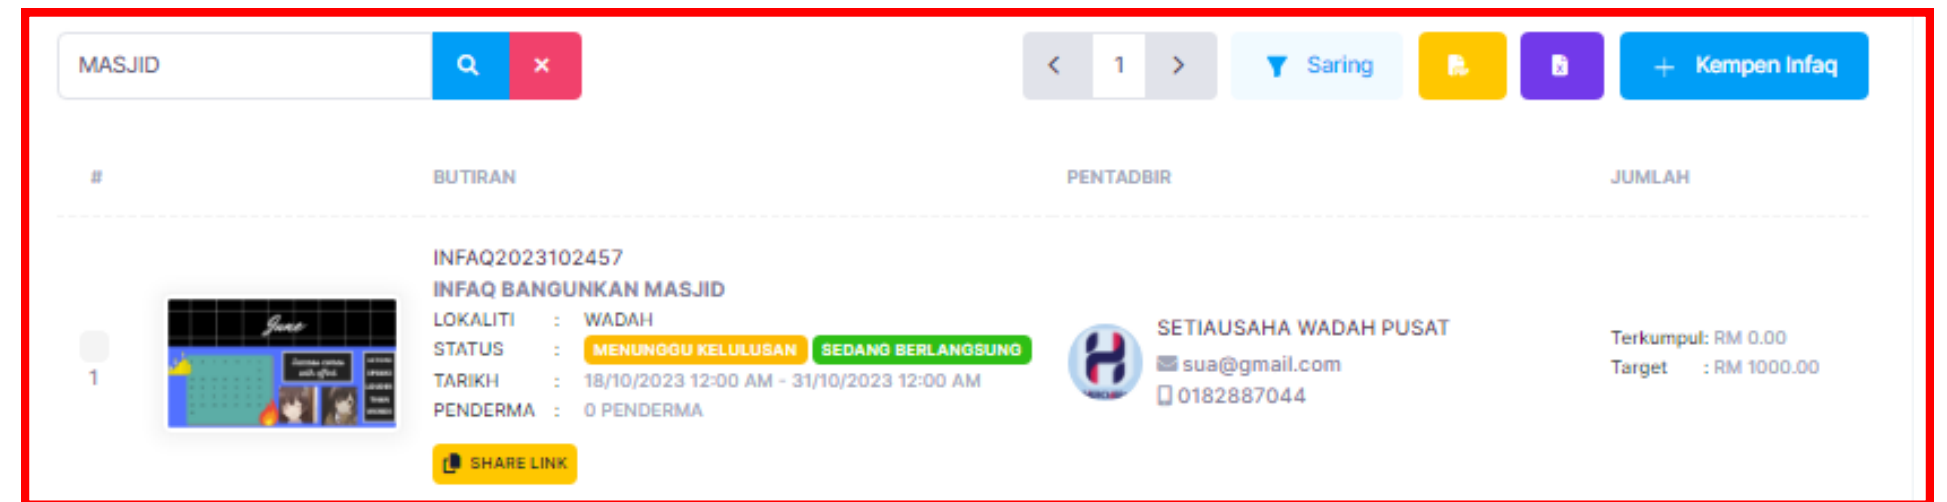 MASJID
1
Saring
+ Kempen Infaq
# BUTIRAN PENTADBIR JUMLAH
INFAQ2023102457
INFAQ BANGUNKAN MASJID
LOKALITI : WADAH
STATUS : MENUNGGU KELULUSAN SEDANG BERLANGSUNG
TARIKH : 18/10/2023 12:00 AM - 31/10/2023 12:00 AM
PENDERMA : 0 PENDERMA
SHARE LINK
1
June
SETIAUSAHA WADAH PUSAT
sua@gmail.com
0182887044
Terkumpul: RM 0.00
Target : RM 1000.00